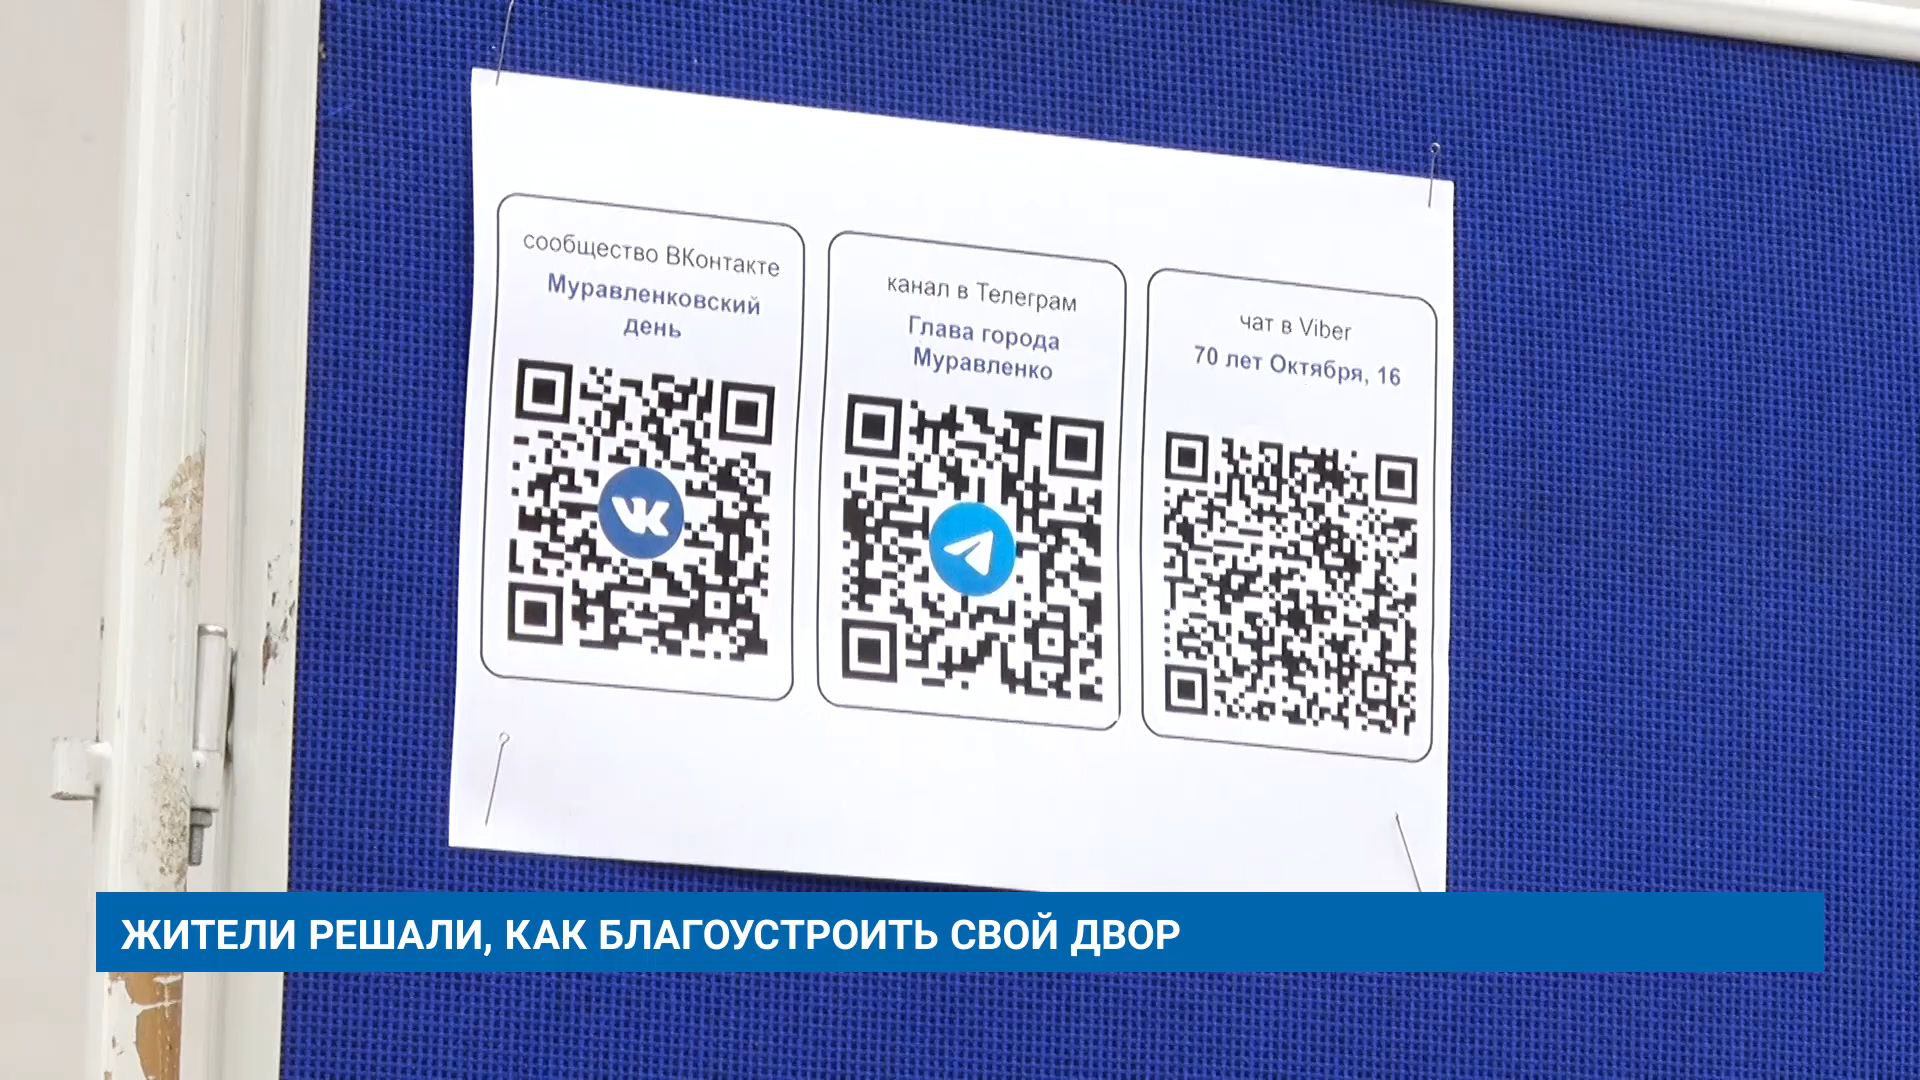 сообщество ВКонтакте
Муравленковский
день
канал в Телеграм
Глава города
Муравленко
чат в Viber
70 лет Октября, 16
ЖИТЕЛИ РЕШАЛИ, КАК БЛАГОУСТРОИТЬ СВОЙ ДВОР